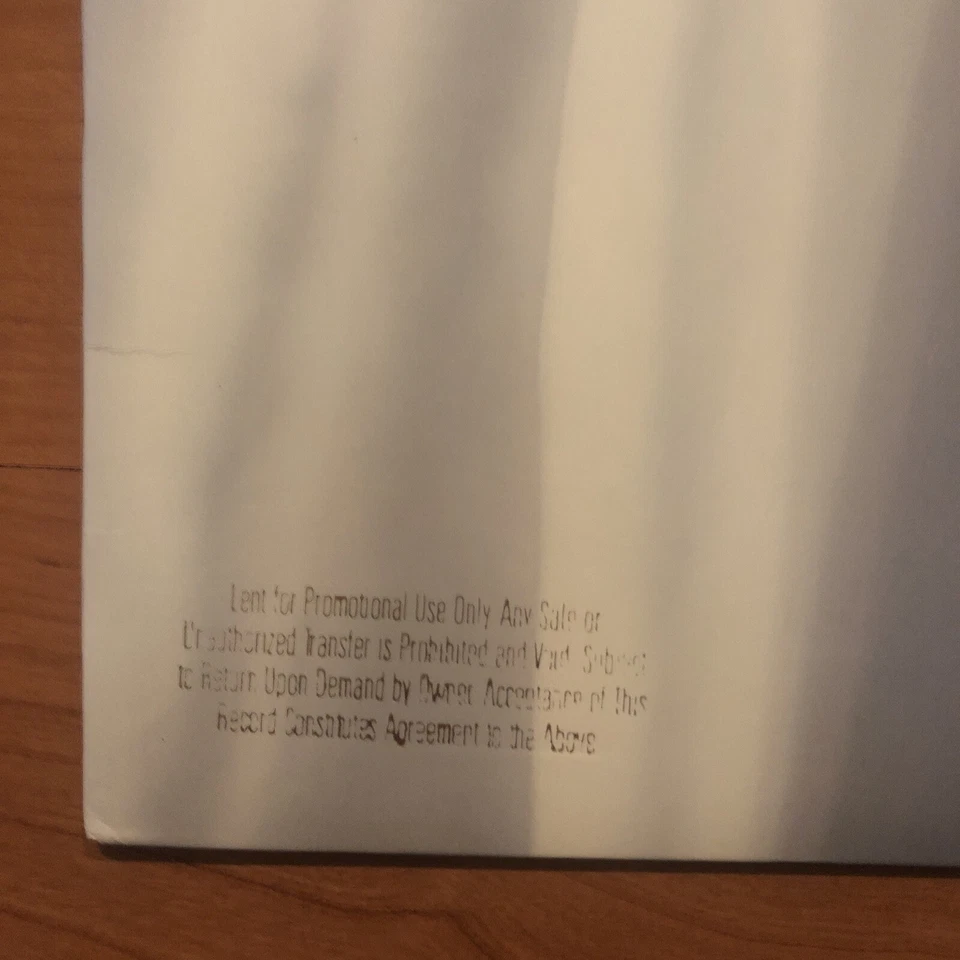 Lent for Promotional Use Only Any Sale or
Unauthorized Transfer is Prohibited and Void Subject
to Return Upon Demand by Owner Acceptance of This
Record Constitutes Agreement to the Above